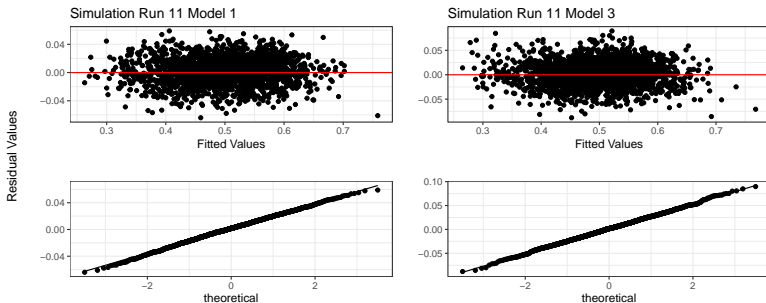 Simulation Run 11 Model 1
Simulation Run 11 Model 3
Residual Values
0.04
0.00
−0.04
0.3 0.4 0.5 0.6 0.7
Fitted Values
0.05
0.00
−0.05
0.3 0.4 0.5 0.6 0.7
Fitted Values
0.04
0.00
−0.04
−2 0 2
theoretical
0.10
0.05
0.00
−0.05
−2 0 2
theoretical